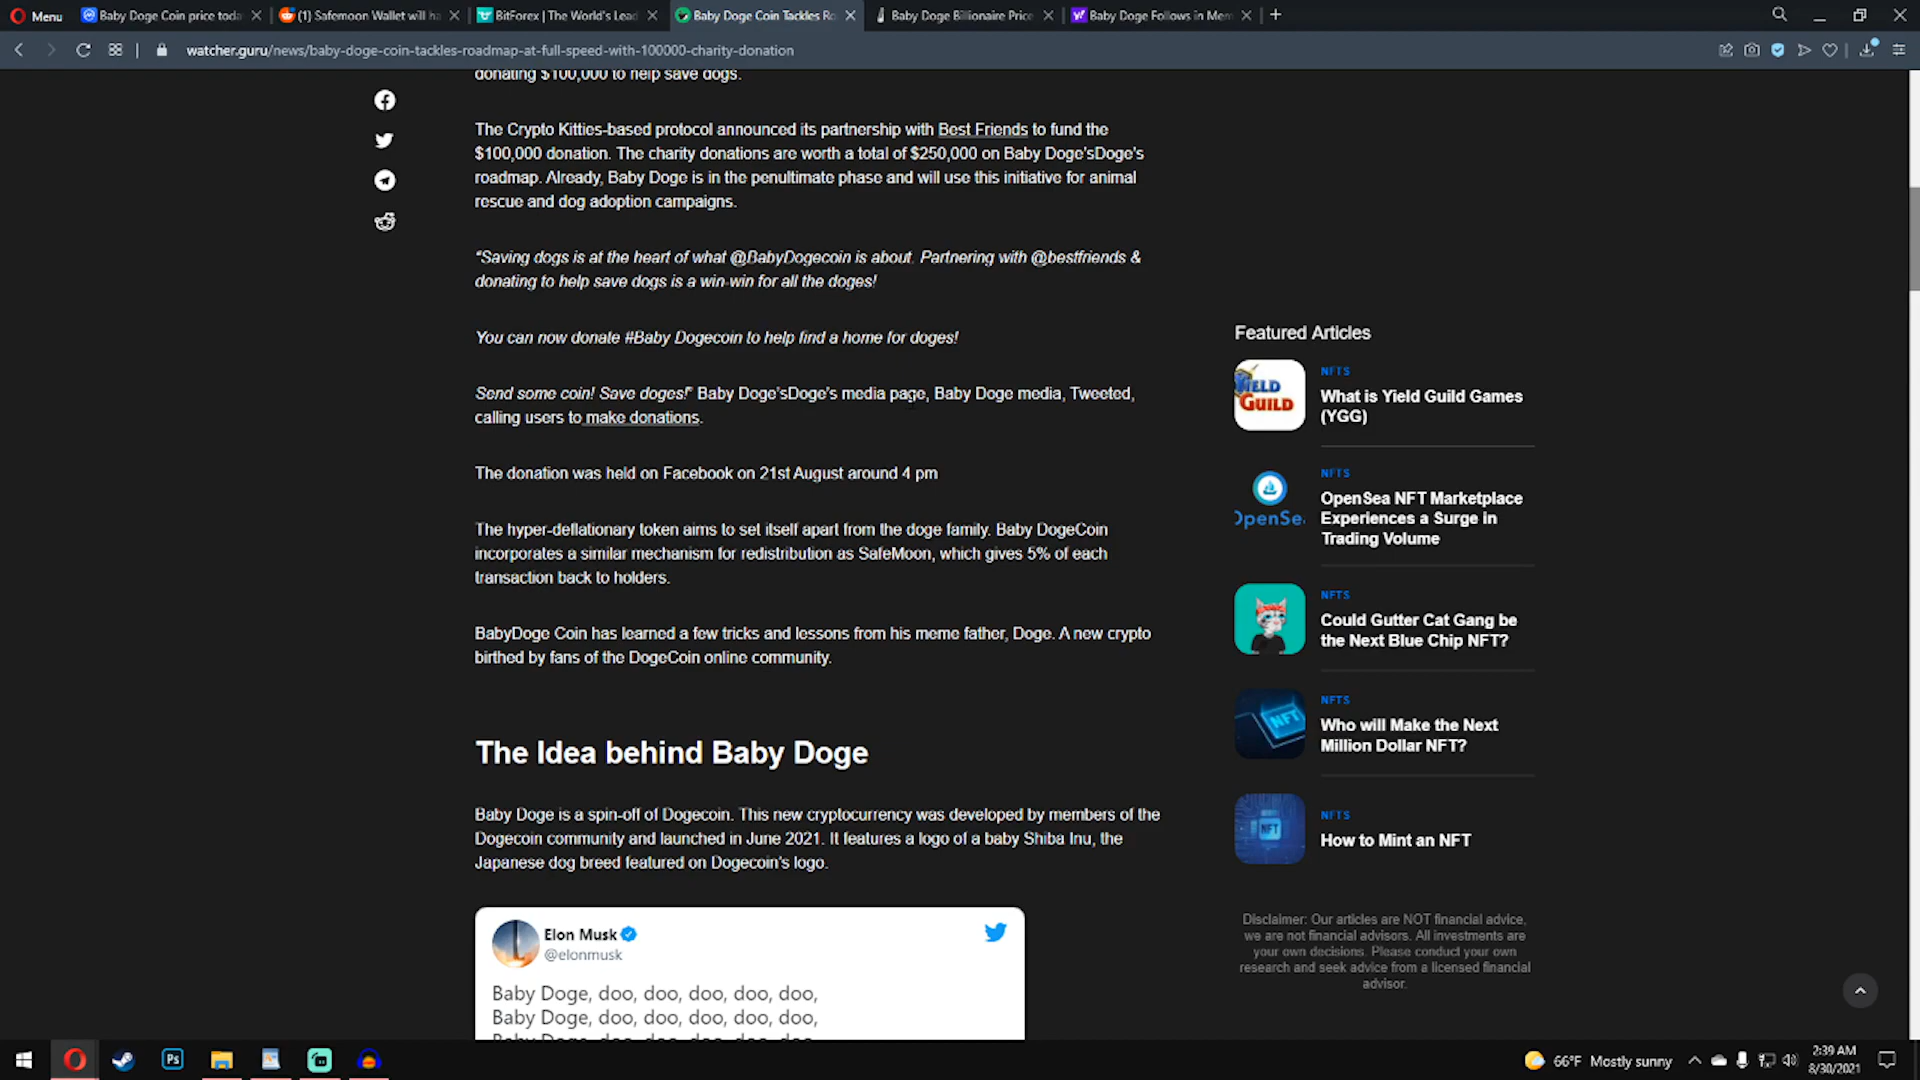 Menu
Baby Doge Coin price toda
(1) Safemoon Wallet will ha
BitForex | The World's Lead
Baby Doge Coin Tackles Ro
Baby Doge Billionaire Price
Baby Doge Follows in Mem
watcher.guru/news/baby-doge-coin-tackles-roadmap-at-full-speed-with-100000-charity-donation
donating $100,000 to help save dogs.
The Crypto Kitties-based protocol announced its partnership with Best Friends to fund the
$100,000 donation. The charity donations are worth a total of $250,000 on Baby Doge'sDoge's
roadmap. Already, Baby Doge is in the penultimate phase and will use this initiative for animal
rescue and dog adoption campaigns.
"Saving dogs is at the heart of what @BabyDogecoin is about. Partnering with @bestfriends &
donating to help save dogs is a win-win for all the doges!
You can now donate #Baby Dogecoin to help find a home for doges!
Send some coin! Save doges!" Baby Doge'sDoge's media page, Baby Doge media, Tweeted,
calling users to make donations.
The donation was held on Facebook on 21st August around 4 pm
The hyper-deflationary token aims to set itself apart from the doge family. Baby DogeCoin
incorporates a similar mechanism for redistribution as SafeMoon, which gives 5% of each
transaction back to holders.
BabyDoge Coin has learned a few tricks and lessons from his meme father, Doge. A new crypto
birthed by fans of the DogeCoin online community.
The Idea behind Baby Doge
Baby Doge is a spin-off of Dogecoin. This new cryptocurrency was developed by members of the
Dogecoin community and launched in June 2021. It features a logo of a baby Shiba Inu, the
Japanese dog breed featured on Dogecoin's logo.
Elon Musk
@elonmusk
Baby Doge, doo, doo, doo, doo, doo,
Baby Doge, doo, doo, doo, doo, doo,
Baby Doge, doo, doo, doo, doo, doo,
Featured Articles
YIELD
GUILD
NFTS
What is Yield Guild Games
(YGG)
OpenSea
NFTS
OpenSea NFT Marketplace
Experiences a Surge in
Trading Volume
NFTS
Could Gutter Cat Gang be
the Next Blue Chip NFT?
NFT
NFTS
Who will Make the Next
Million Dollar NFT?
NFT
NFTS
How to Mint an NFT
Disclaimer: Our articles are NOT financial advice,
we are not financial advisors. All investments are
your own decisions. Please conduct your own
research and seek advice from a licensed financial
advisor.
Ps
66°F Mostly sunny
2:39 AM
8/30/2021